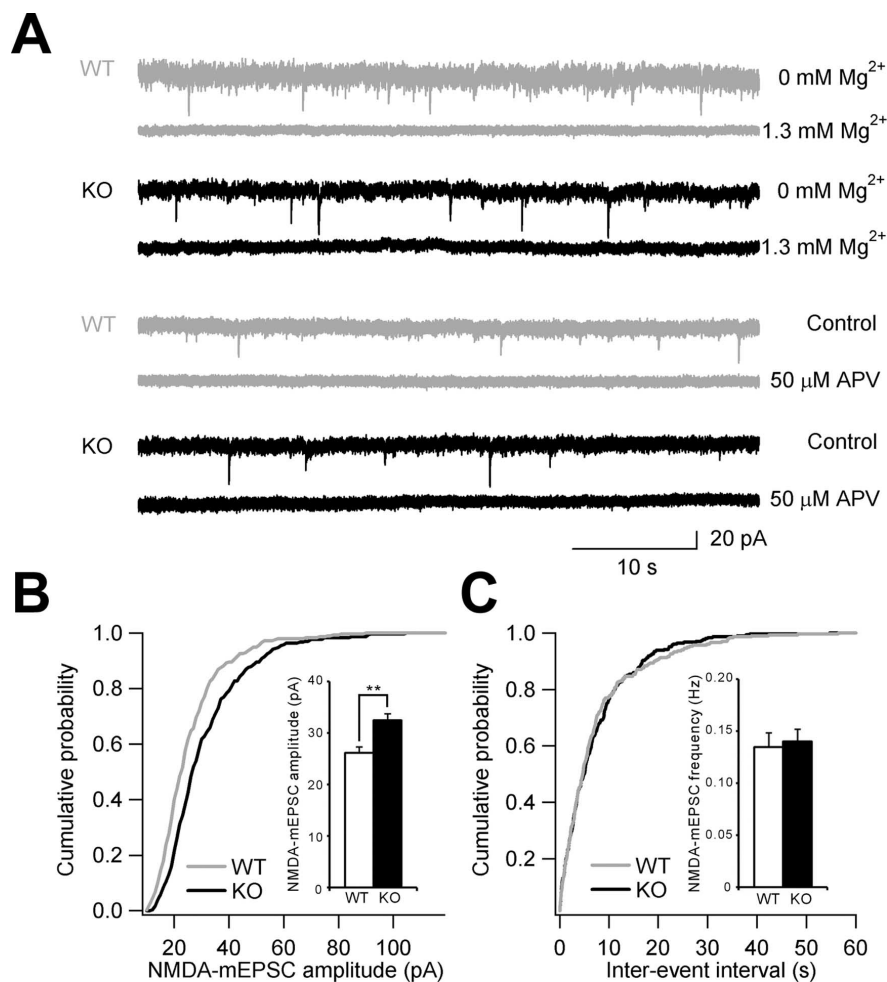 A
WT
0 mM Mg²⁺
1.3 mM Mg²⁺
KO
0 mM Mg²⁺
1.3 mM Mg²⁺
WT
Control
50 μM APV
KO
Control
50 μM APV
20 pA
10 s
B
Cumulative probability
1.0
0.8
0.6
0.4
0.2
0.0
20 40 60 80 100
NMDA-mEPSC amplitude (pA)
WT
KO
NMDA-mEPSC amplitude (pA)
40
30
20
10
0
**
WT KO
C
Cumulative probability
1.0
0.8
0.6
0.4
0.2
0 10 20 30 40 50 60
Inter-event interval (s)
WT
KO
NMDA-mEPSC frequency (Hz)
0.20
0.15
0.10
0.05
0
WT KO